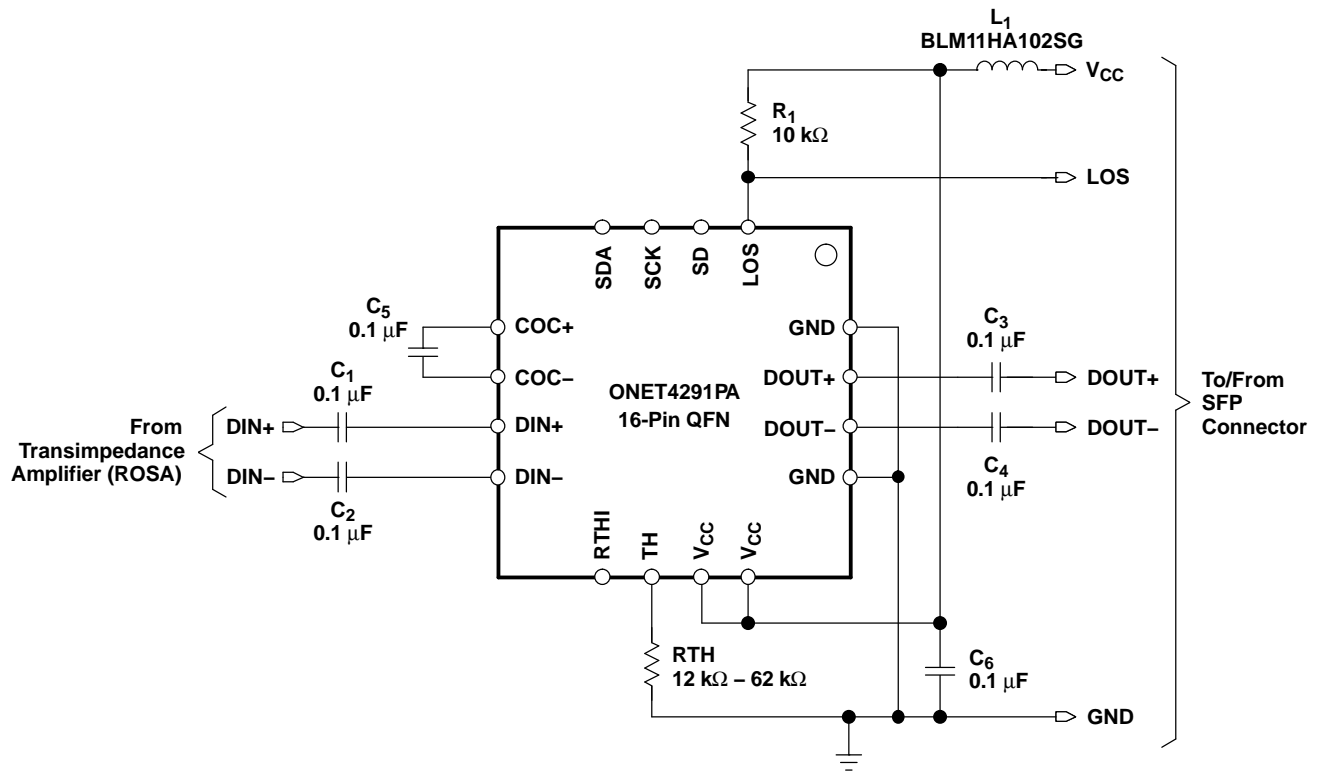 L1
BLM11HA102SG
VCC
R1
10 kΩ
LOS
SDA
SCK
SD
LOS
C5
0.1 μF
COC+
COC–
C1
0.1 μF
From
Transimpedance
Amplifier (ROSA)
DIN+
DIN–
C2
0.1 μF
DIN+
DIN–
ONET4291PA
16-Pin QFN
GND
DOUT+
DOUT–
GND
C3
0.1 μF
DOUT+
DOUT–
C4
0.1 μF
To/From
SFP
Connector
RTHI
TH
VCC
VCC
RTH
12 kΩ – 62 kΩ
C6
0.1 μF
GND